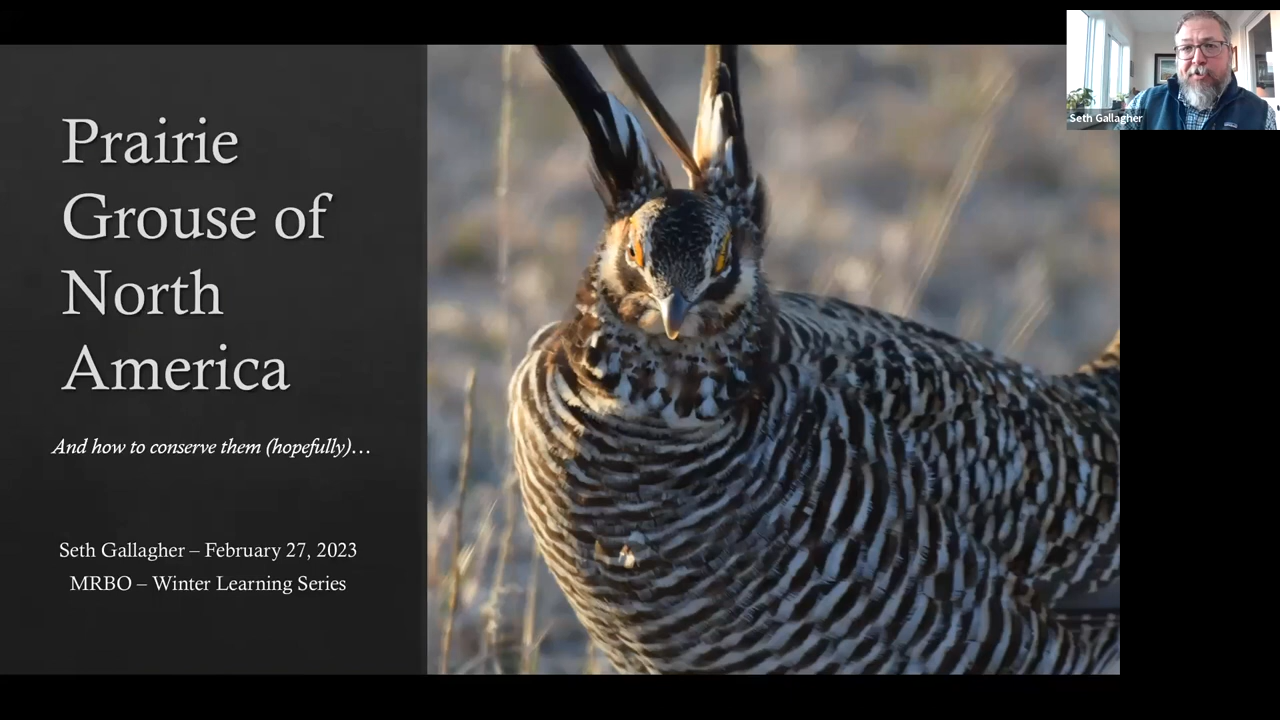 Prairie
Grouse of
North
America
And how to conserve them (hopefully)…
Seth Gallagher – February 27, 2023
MRBO – Winter Learning Series
Seth Gallagher